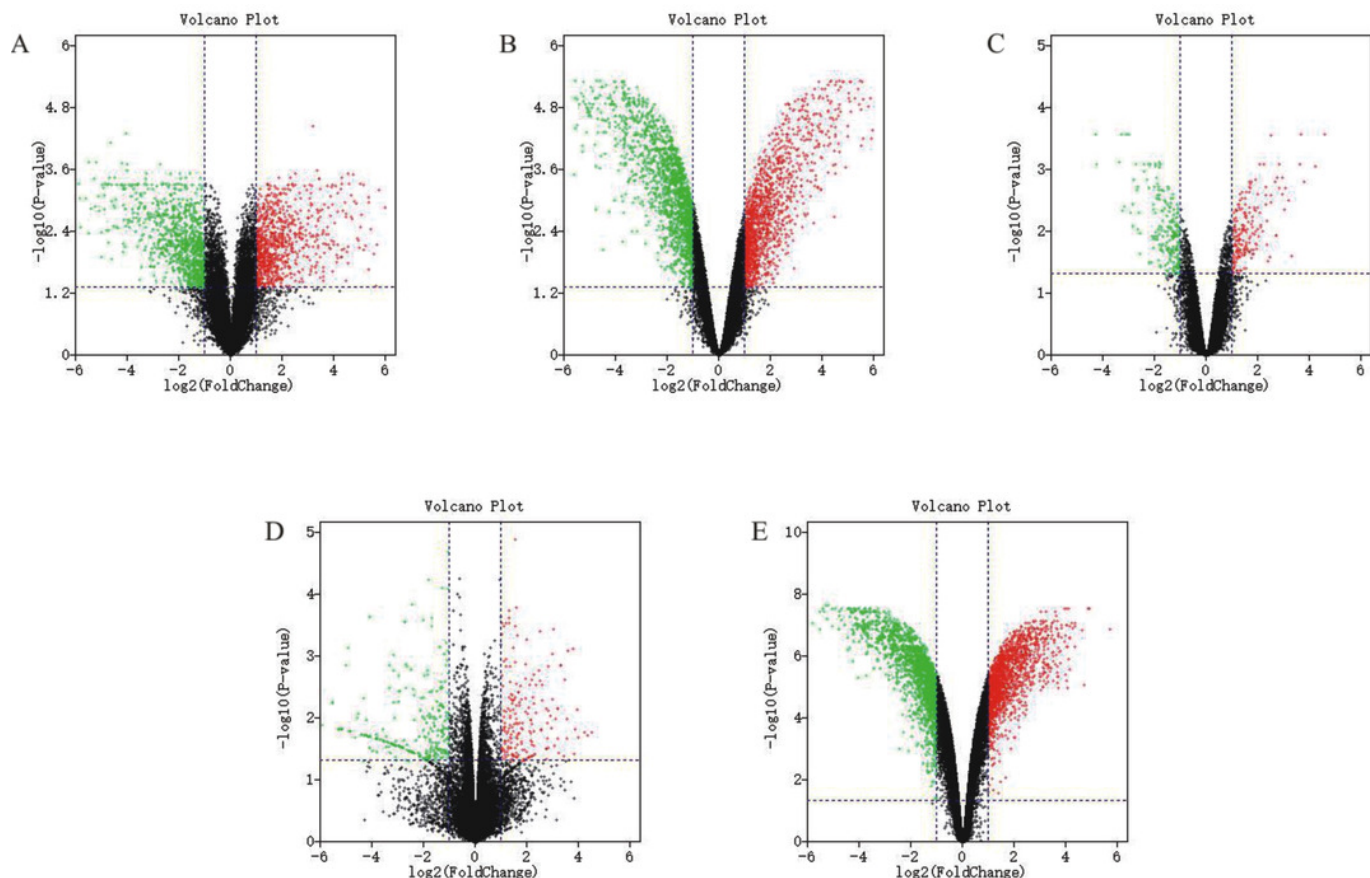 Volcano Plot
A
6
4.8
3.6
2.4
1.2
0
-log10(P-value)
-6 -4 -2 0 2 4 6
log2(FoldChange)
Volcano Plot
B
6
4.8
3.6
2.4
1.2
0
-log10(P-value)
-6 -4 -2 0 2 4 6
log2(FoldChange)
Volcano Plot
C
5
4
3
2
1
0
-log10(P-value)
-6 -4 -2 0 2 4 6
log2(FoldChange)
Volcano Plot
D
5
4
3
2
1
0
-log10(P-value)
-6 -4 -2 0 2 4 6
log2(FoldChange)
Volcano Plot
E
10
8
6
4
2
0
-log10(P-value)
-6 -4 -2 0 2 4 6
log2(FoldChange)